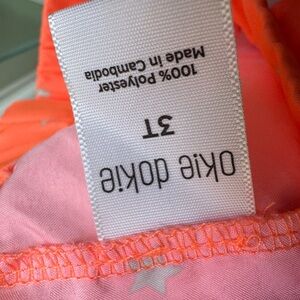 okie dokie
3T
100% Polyester
Made in Cambodia